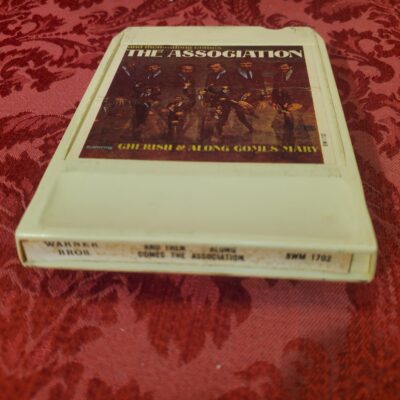 and then...along comes
THE ASSOCIATION
CHERISH & ALONG COMES MARY
WARNER BROS.
AND THEN ALONG
COMES THE ASSOCIATION
8WM 1702